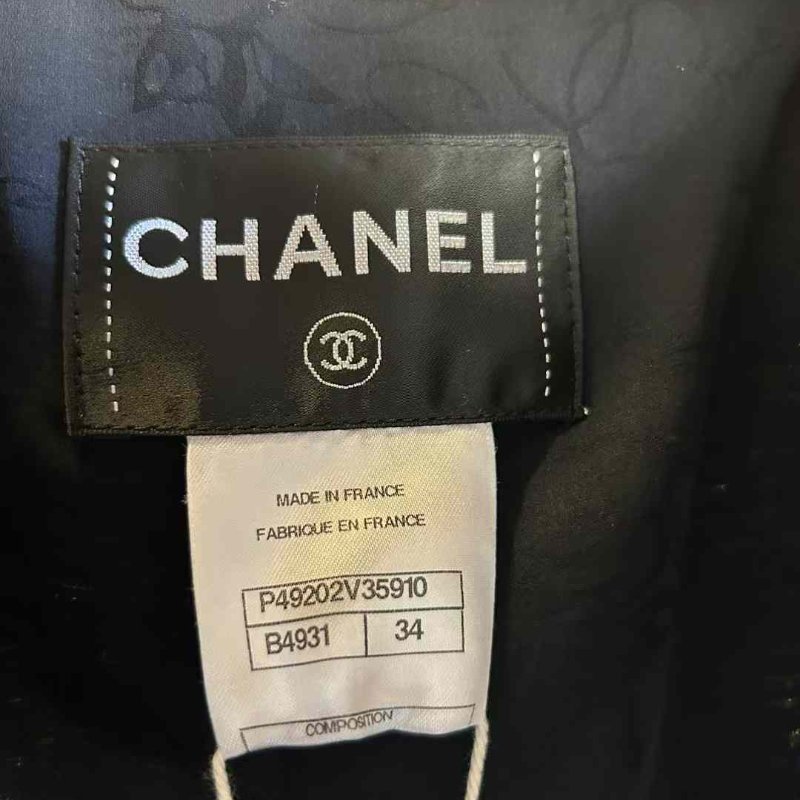 CHANEL
MADE IN FRANCE
FABRIQUE EN FRANCE
P49202V35910
B4931 34
COMPOSITION